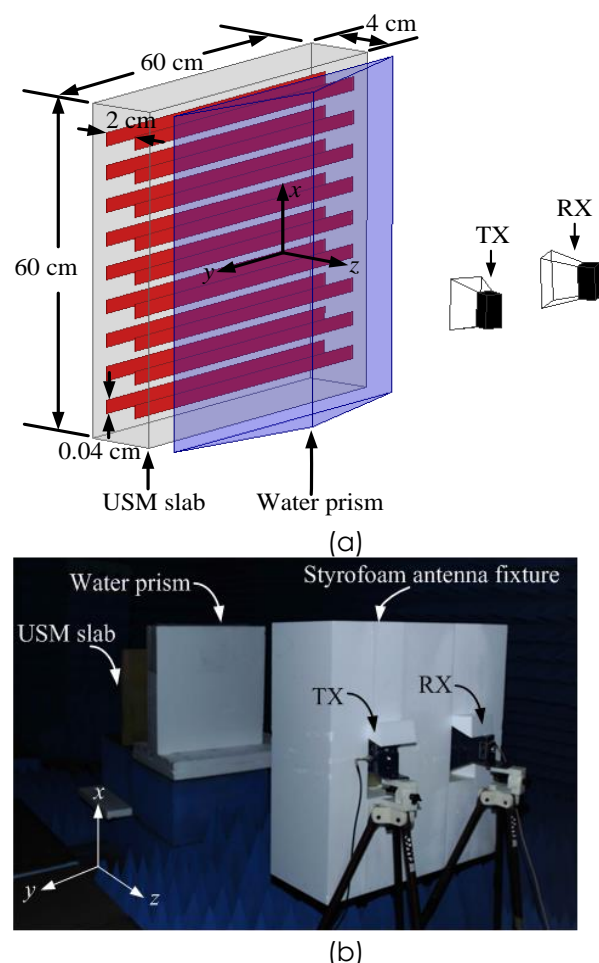 4 cm
60 cm
2 cm
RX
TX
x
60 cm
y
z
0.04 cm
USM slab
Water prism
(a)
Water prism
Styrofoam antenna fixture
USM slab
TX
RX
x
y
z
(b)